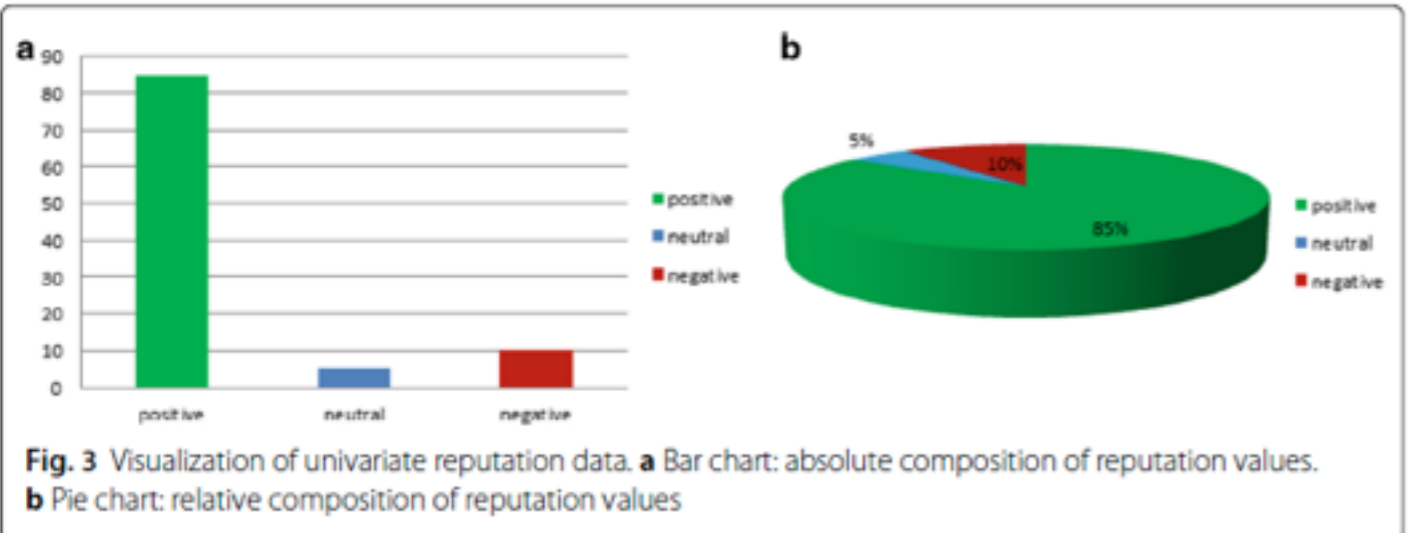 a
90
80
70
60
50
40
30
20
10
0
positive
neutral
negative
positive
neutral
negative
b
5%
10%
85%
positive
neutral
negative
Fig. 3 Visualization of univariate reputation data. a Bar chart: absolute composition of reputation values.
b Pie chart: relative composition of reputation values